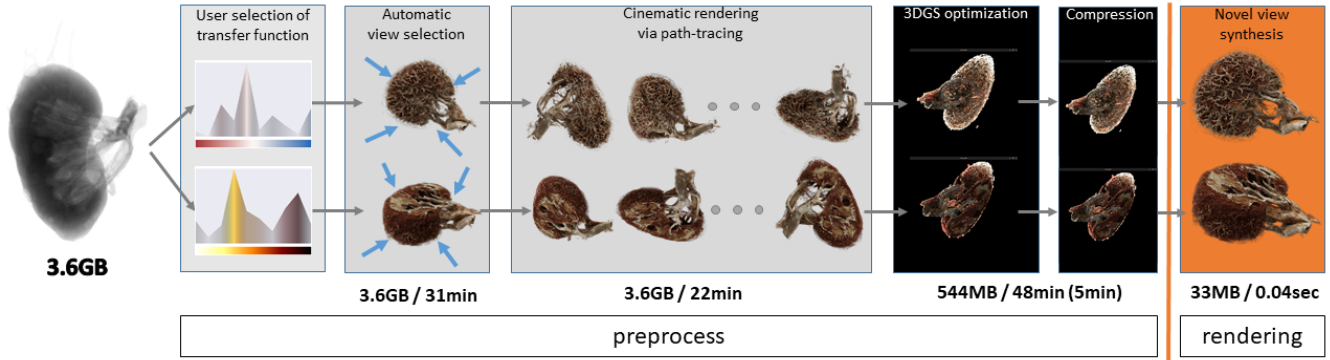 User selection of
transfer function
Automatic
view selection
Cinematic rendering
via path-tracing
3DGS optimization
Compression
Novel view
synthesis
3.6GB
3.6GB / 31min
3.6GB / 22min
544MB / 48min (5min)
33MB / 0.04sec
preprocess
rendering